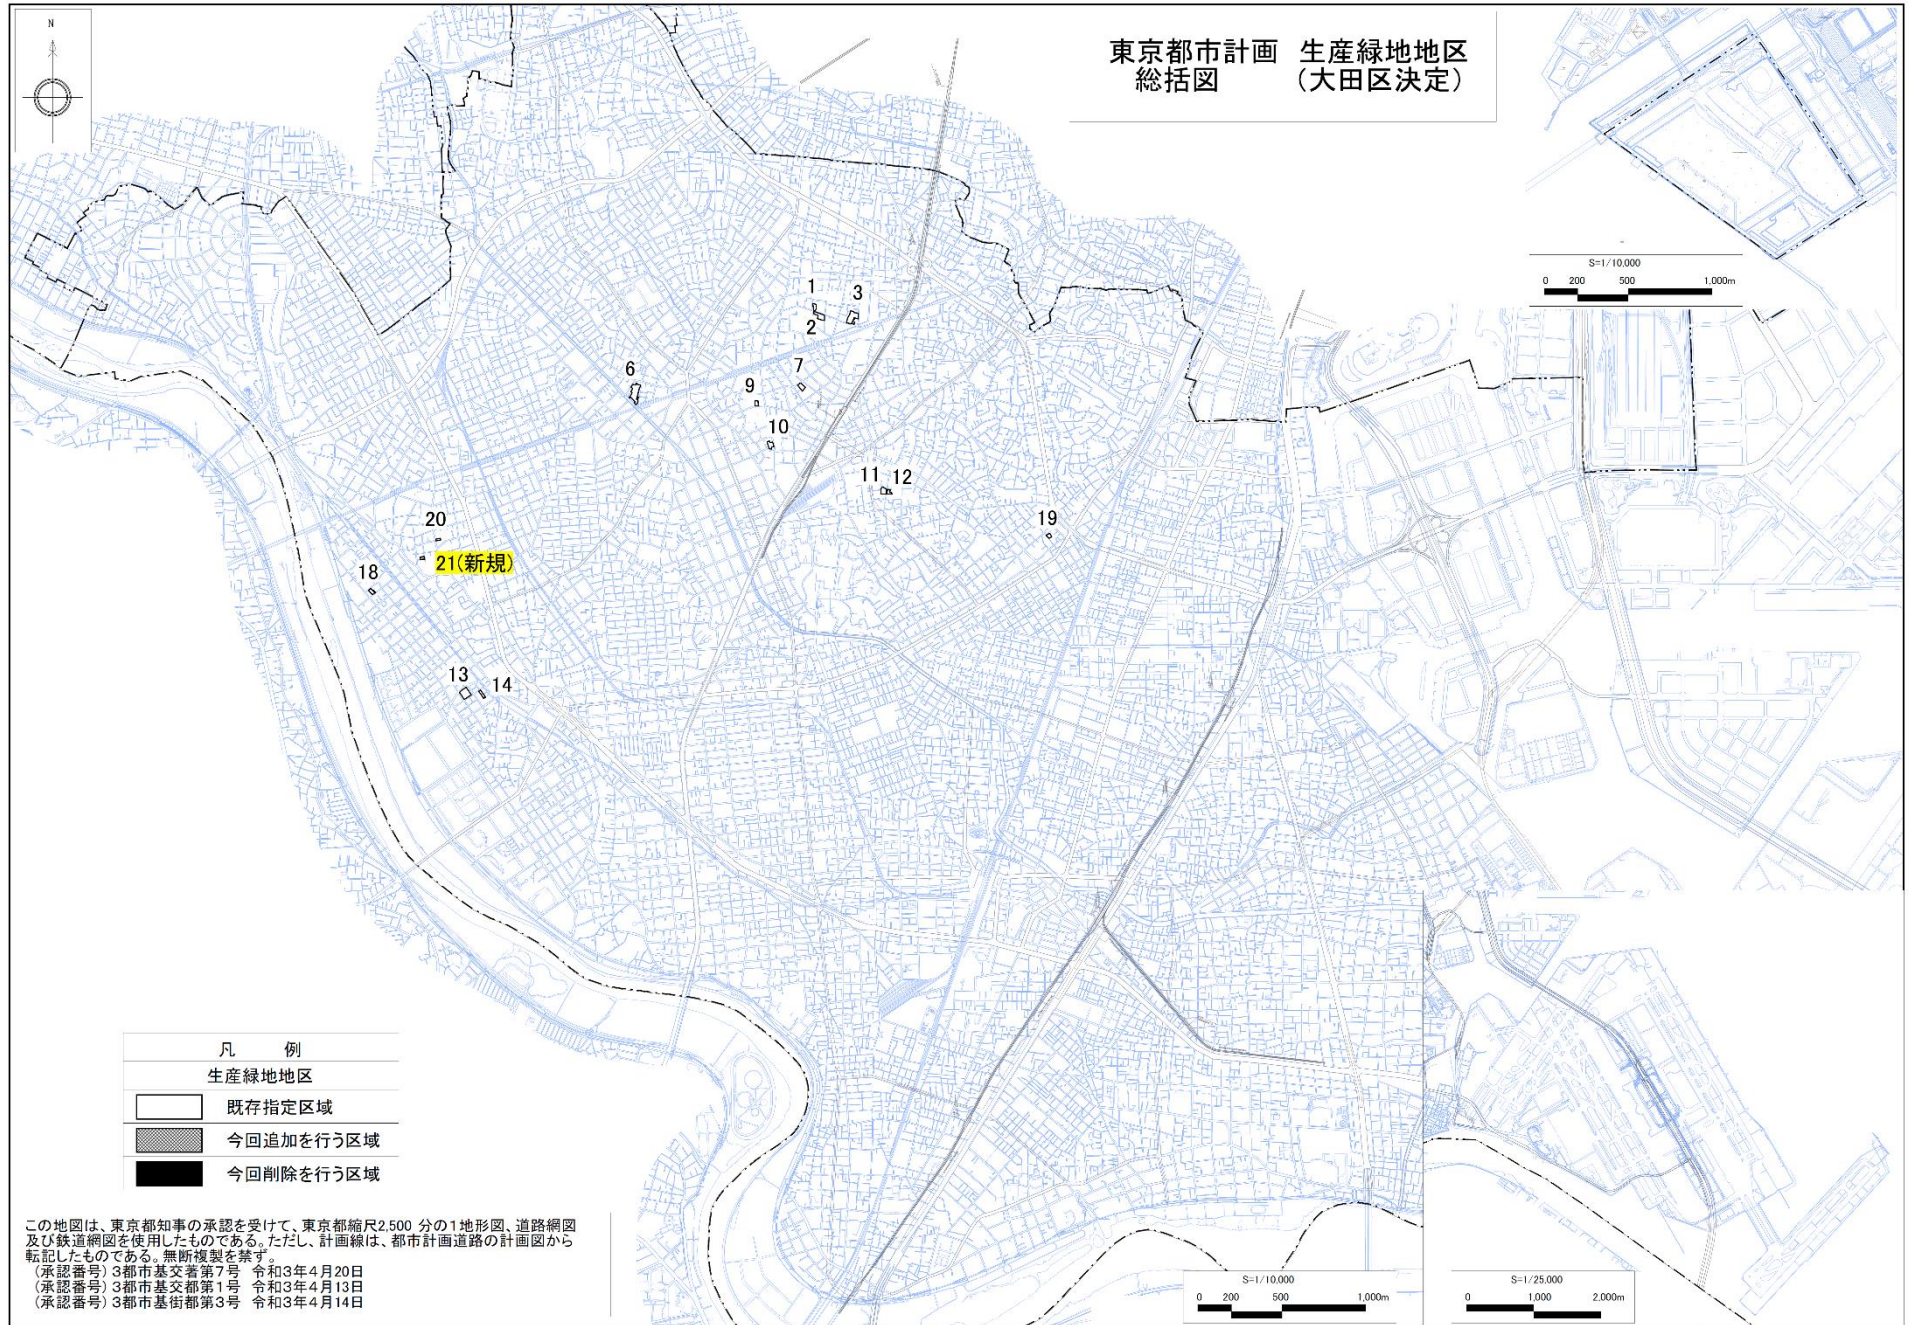 N
東京都市計画 生産緑地地区
総括図 (大田区決定)
S=1/10,000
0 200 500 1,000m
1
3
2
6
7
9
10
11 12
19
20
21(新規)
18
13
14
凡 例
生産緑地地区
既存指定区域
今回追加を行う区域
今回削除を行う区域
この地図は、東京都知事の承認を受けて、東京都縮尺2,500 分の1地形図、道路網図
及び鉄道網図を使用したものである。ただし、計画線は、都市計画道路の計画図から
転記したものである。無断複製を禁ず。
(承認番号) 3都市基交著第7号 令和3年4月20日
(承認番号) 3都市基交都第1号 令和3年4月13日
(承認番号) 3都市基街都第3号 令和3年4月14日
S=1/10,000
0 200 500 1,000m
S=1/25,000
0 1,000 2,000m